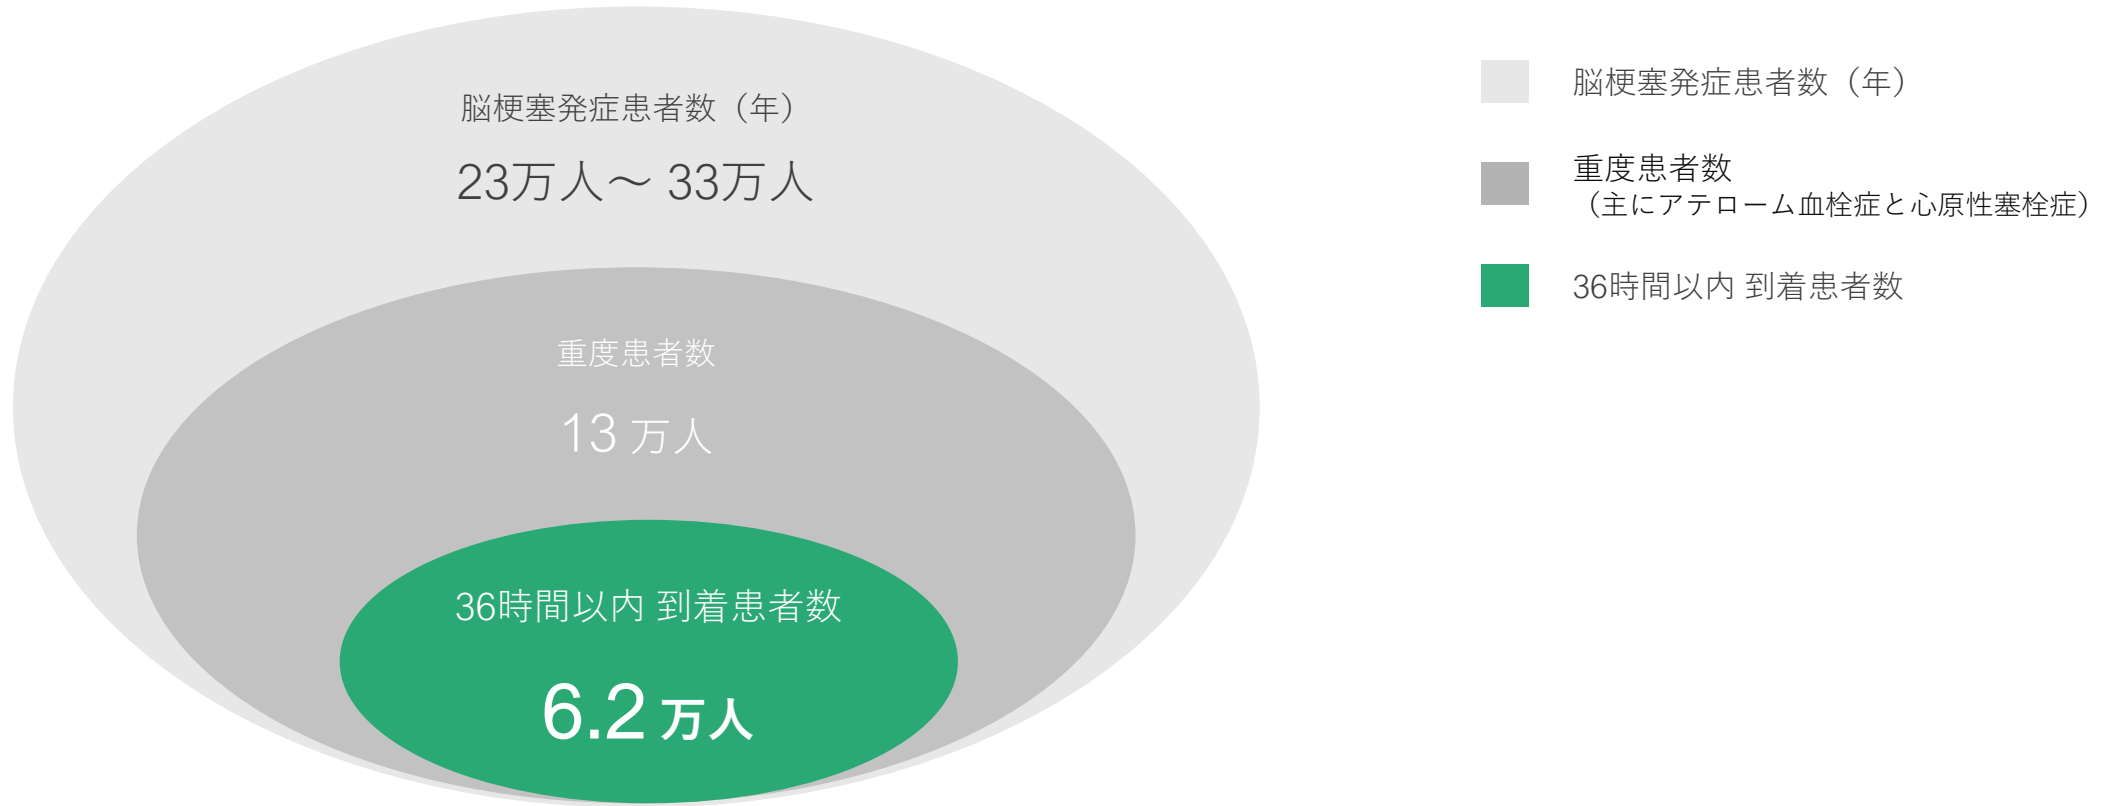 脳梗塞発症患者数（年）
23万人～ 33万人
重度患者数
13 万人
36時間以内 到着患者数
6.2 万人
脳梗塞発症患者数（年）
重度患者数
（主にアテローム血栓症と心原性塞栓症）
36時間以内 到着患者数